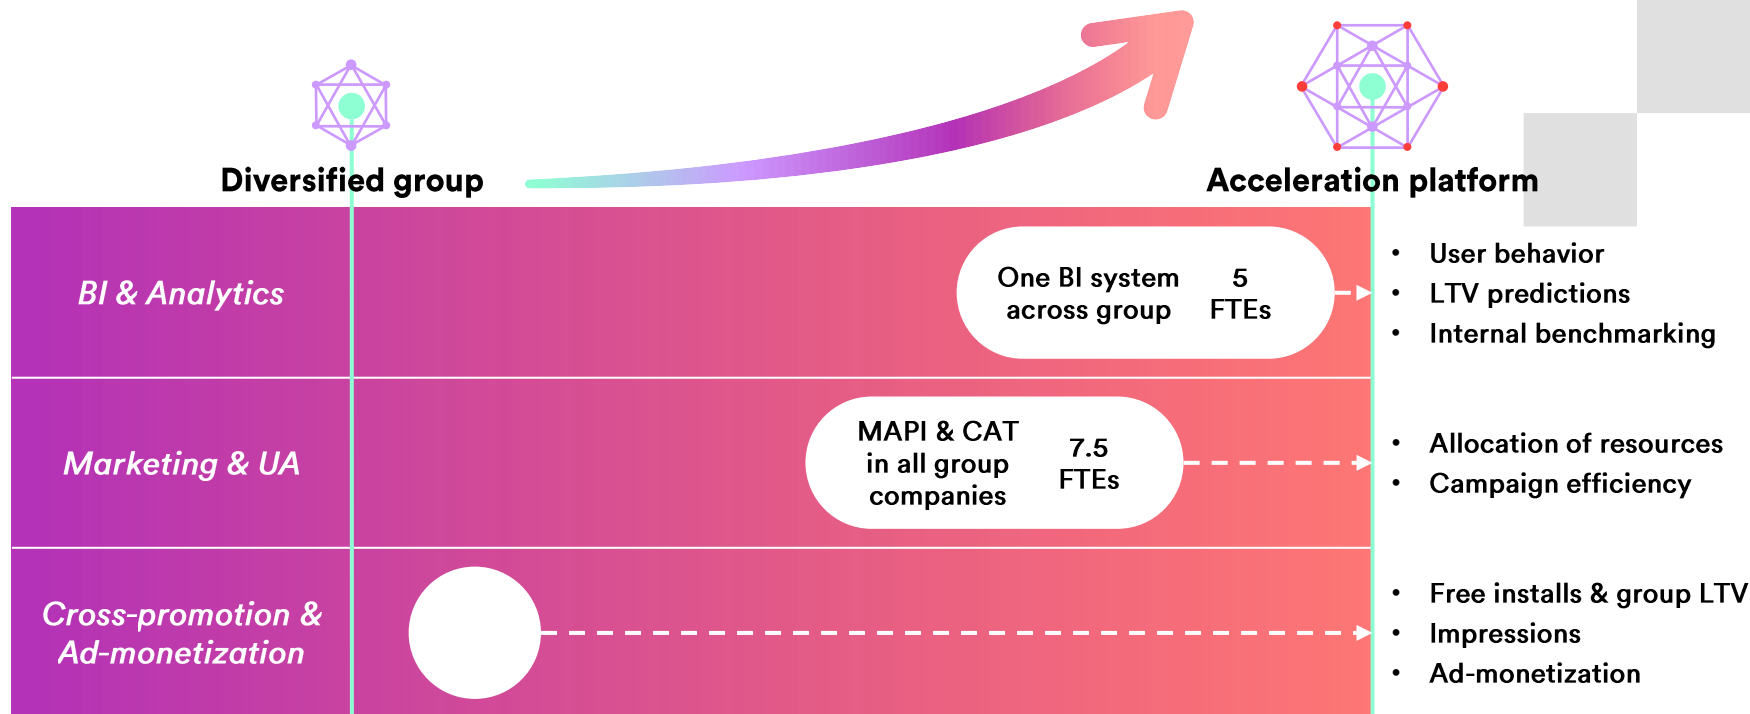 Diversified group
Acceleration platform
BI & Analytics
One BI system
across group
5
FTEs
• User behavior
• LTV predictions
• Internal benchmarking
Marketing & UA
MAPI & CAT
in all group
companies
7.5
FTEs
• Allocation of resources
• Campaign efficiency
Cross-promotion &
Ad-monetization
• Free installs & group LTV
• Impressions
• Ad-monetization